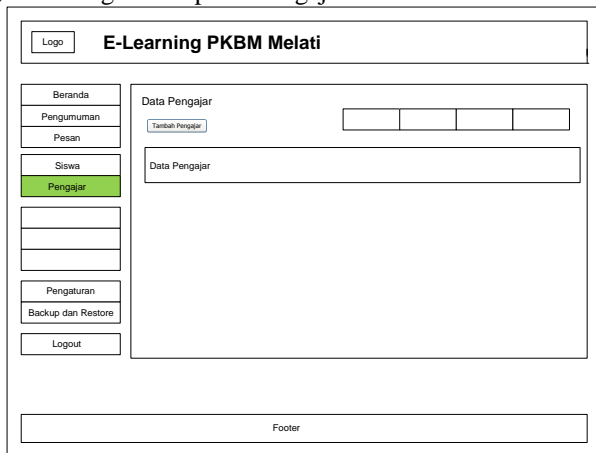 Logo
E-Learning PKBM Melati
Beranda
Pengumuman
Pesan
Siswa
Pengajar
Pengaturan
Backup dan Restore
Logout
Data Pengajar
Tambah Pengajar
Data Pengajar
Footer